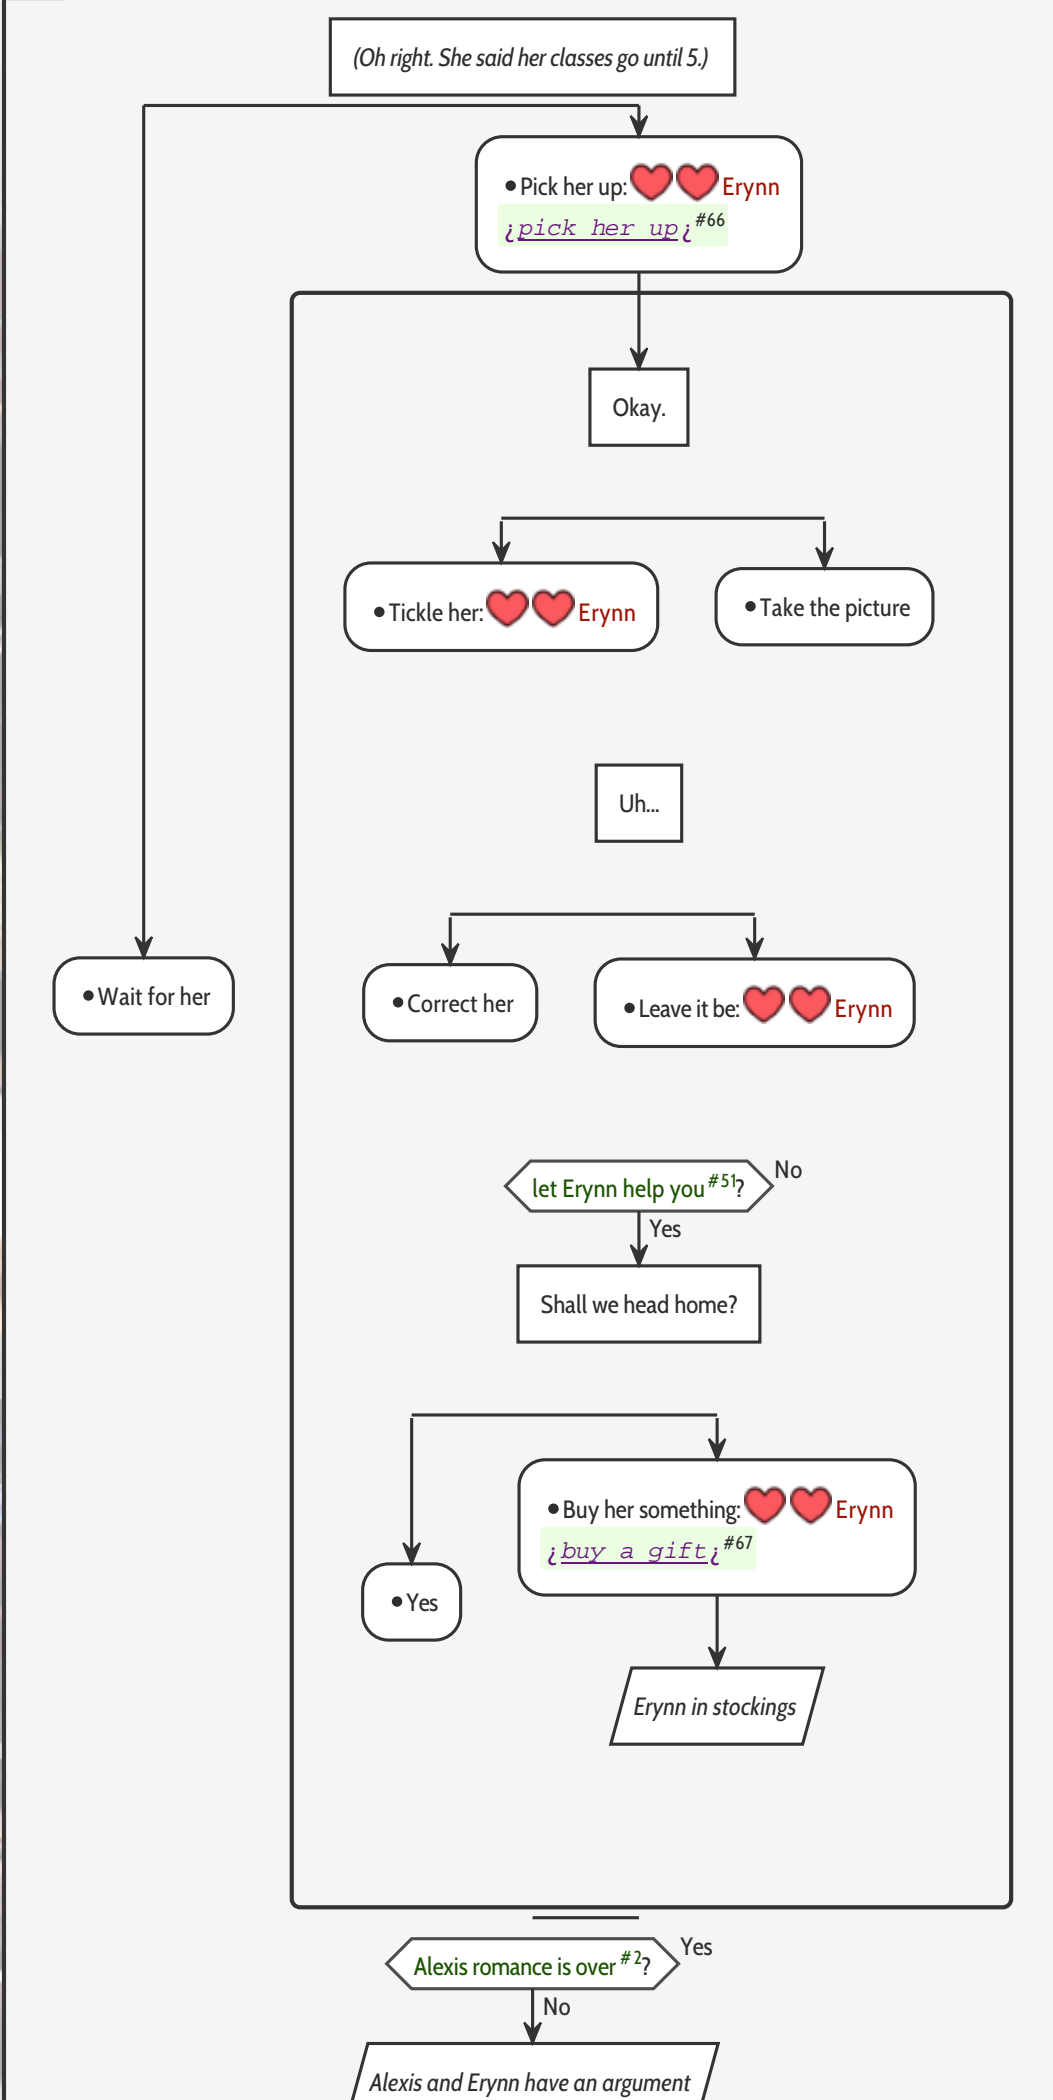 (Oh right. She said her classes go until 5.)
•Pick her up: Erynn
¿pick her up¿#66
Okay.
•Tickle her: Erynn
•Take the picture
Uh...
•Wait for her
•Correct her
•Leave it be: Erynn
let Erynn help you #51?
No
Yes
Shall we head home?
•Buy her something: Erynn
¿buy a gift¿#67
•Yes
Erynn in stockings
Alexis romance is over #2?
Yes
No
Alexis and Erynn have an argument